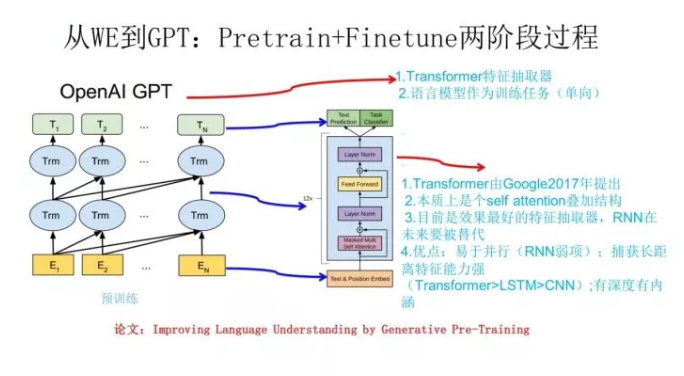 从WE到GPT：Pretrain+Finetune两阶段过程
OpenAI GPT
1.Transformer特征抽取器
2.语言模型作为训练任务（单向）
T1 T2 ... TN
Trm Trm ... Trm
Trm Trm ... Trm
E1 E2 ... EN
预训练
Text Prediction
Task Classifier
Layer Norm
Feed Forward
12x
Layer Norm
Masked Multi
Self Attention
Text & Position Embed
1.Transformer由Google2017年提出
2.本质上是个self attention叠加结构
3.目前是效果最好的特征抽取器，RNN在
未来要被替代
4.优点：易于并行（RNN弱项）；捕获长距
离特征能力强
（Transformer>LSTM>CNN）;有深度有内
涵
论文：Improving Language Understanding by Generative Pre-Training